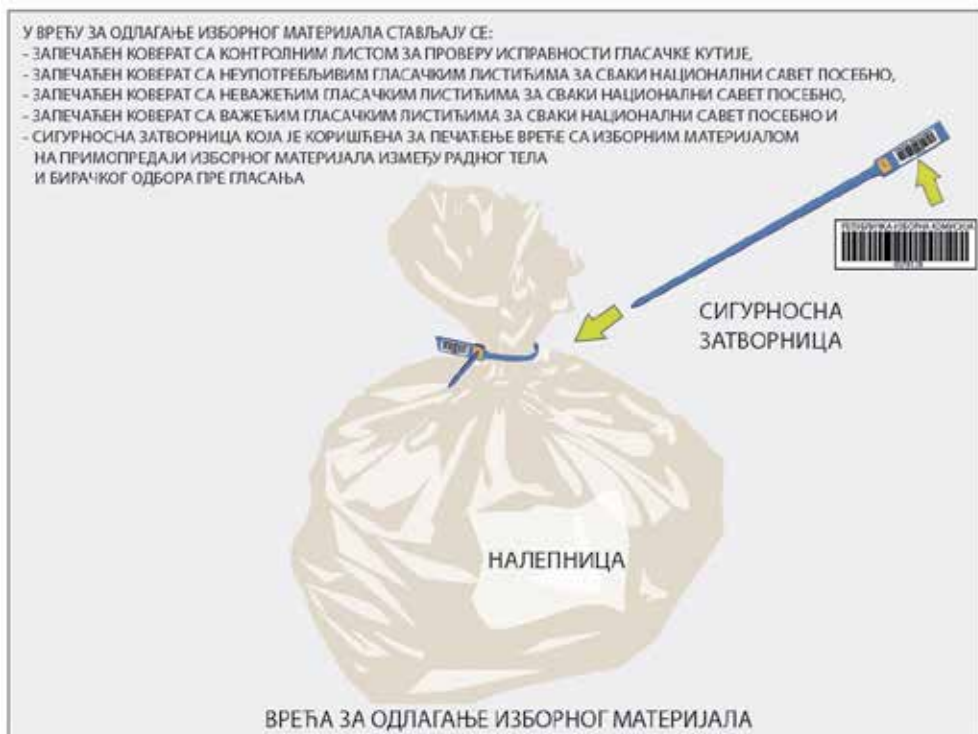 У ВРЕЋУ ЗА ОДЛАГАЊЕ ИЗБОРНОГ МАТЕРИЈАЛА СТАВЉАЈУ СЕ:
- ЗАПЕЧАЋЕН КОВЕРАТ СА КОНТРОЛНИМ ЛИСТОМ ЗА ПРОВЕРУ ИСПРАВНОСТИ ГЛАСАЧКЕ КУТИЈЕ,
- ЗАПЕЧАЋЕН КОВЕРАТ СА НЕУПОТРЕБЉИВИМ ГЛАСАЧКИМ ЛИСТИЋИМА ЗА СВАКИ НАЦИОНАЛНИ САВЕТ ПОСЕБНО,
- ЗАПЕЧАЋЕН КОВЕРАТ СА НЕВАЖЕЋИМ ГЛАСАЧКИМ ЛИСТИЋИМА ЗА СВАКИ НАЦИОНАЛНИ САВЕТ ПОСЕБНО,
- ЗАПЕЧАЋЕН КОВЕРАТ СА ВАЖЕЋИМ ГЛАСАЧКИМ ЛИСТИЋИМА ЗА СВАКИ НАЦИОНАЛНИ САВЕТ ПОСЕБНО И
- СИГУРНОСНА ЗАТВОРНИЦА КОЈА ЈЕ КОРИШЋЕНА ЗА ПЕЧАЋЕЊЕ ВРЕЋЕ СА ИЗБОРНИМ МАТЕРИЈАЛОМ
НА ПРИМОПРЕДАЈИ ИЗБОРНОГ МАТЕРИЈАЛА ИЗМЕЂУ РАДНОГ ТЕЛА
И БИРАЧКОГ ОДБОРА ПРЕ ГЛАСАЊА
РЕПУБЛИЧКА ИЗБОРНА КОМИСИЈА
СИГУРНОСНА
ЗАТВОРНИЦА
НАЛЕПНИЦА
ВРЕЋА ЗА ОДЛАГАЊЕ ИЗБОРНОГ МАТЕРИЈАЛА